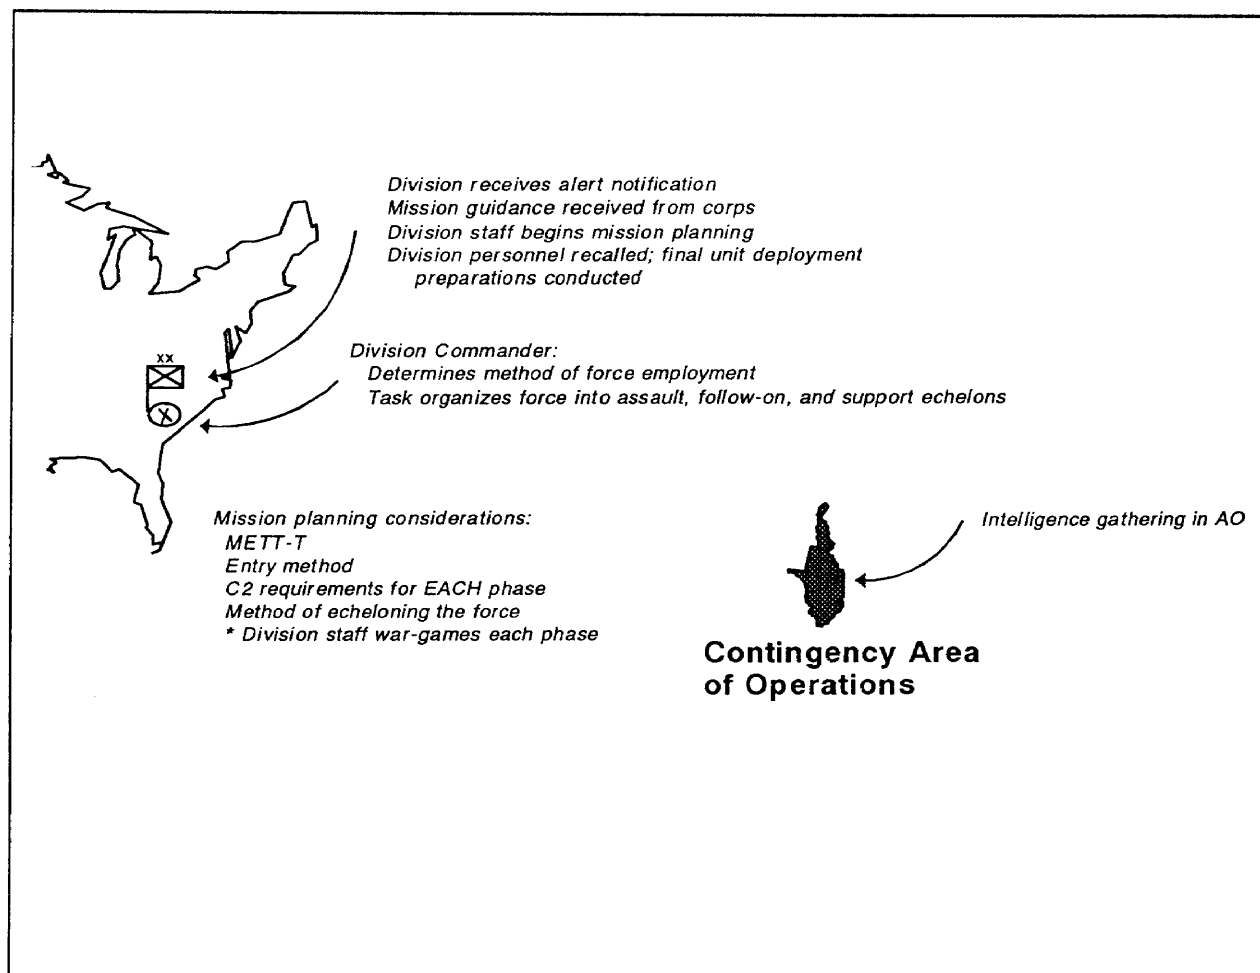 Division receives alert notification
Mission guidance received from corps
Division staff begins mission planning
Division personnel recalled; final unit deployment
preparations conducted
xx
Division Commander:
Determines method of force employment
Task organizes force into assault, follow-on, and support echelons
Mission planning considerations:
METT-T
Entry method
C2 requirements for EACH phase
Method of echeloning the force
* Division staff war-games each phase
Intelligence gathering in AO
Contingency Area
of Operations